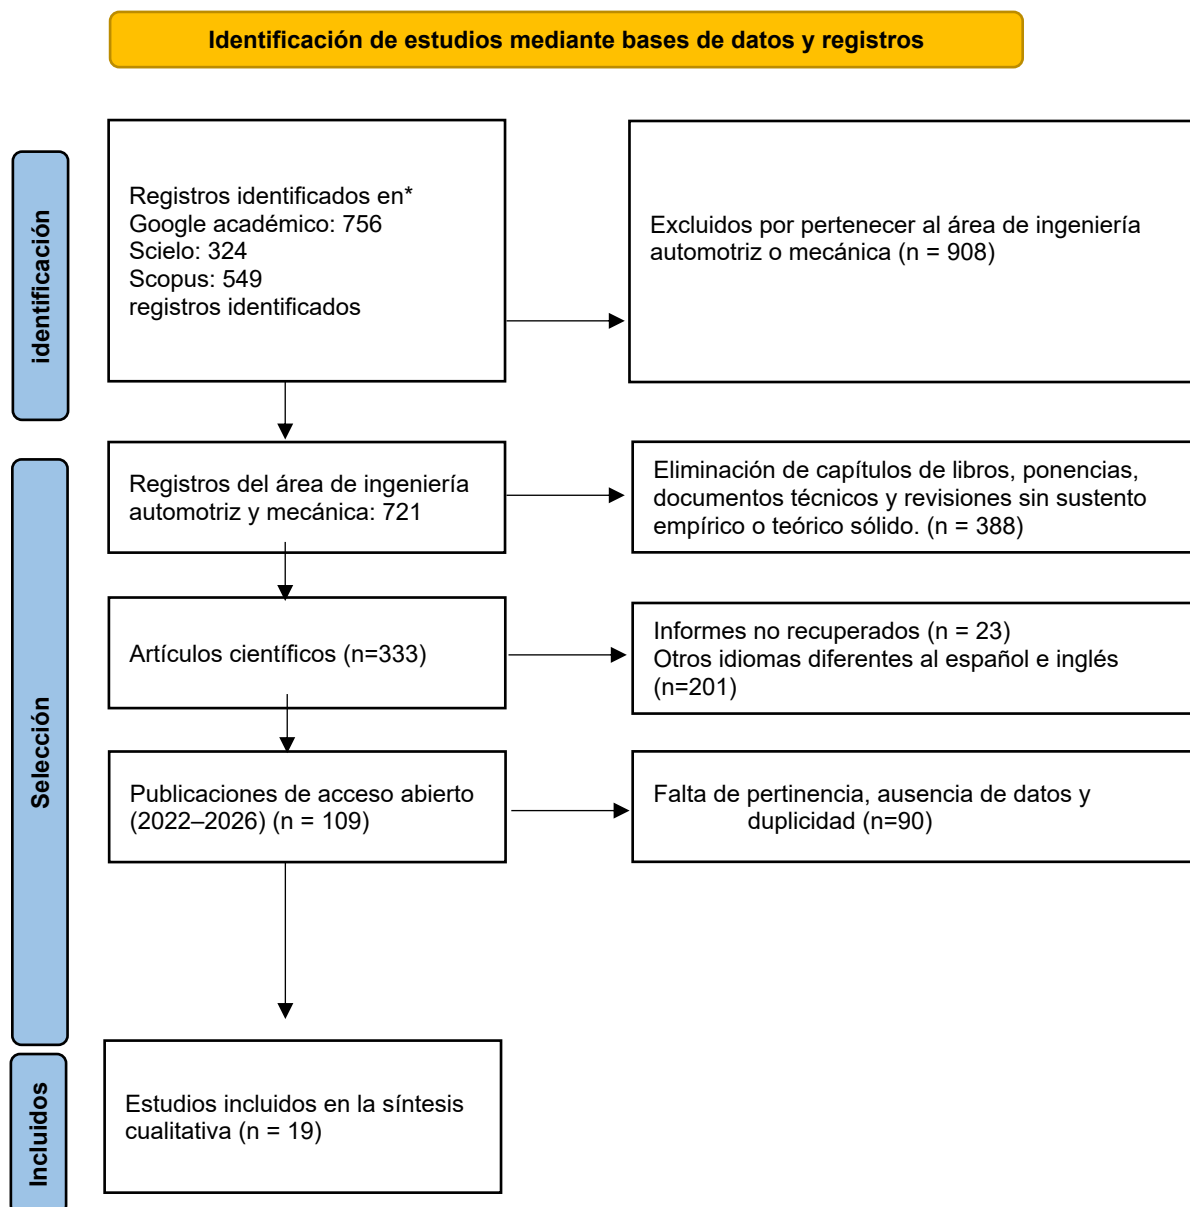 Identificación de estudios mediante bases de datos y registros
identificación
Registros identificados en*
Google académico: 756
Scielo: 324
Scopus: 549
registros identificados
Excluidos por pertenecer al área de ingeniería
automotriz o mecánica (n = 908)
Selección
Registros del área de ingeniería
automotriz y mecánica: 721
Eliminación de capítulos de libros, ponencias,
documentos técnicos y revisiones sin sustento
empírico o teórico sólido. (n = 388)
Artículos científicos (n=333)
Informes no recuperados (n = 23)
Otros idiomas diferentes al español e inglés
(n=201)
Publicaciones de acceso abierto
(2022–2026) (n = 109)
Falta de pertinencia, ausencia de datos y
duplicidad (n=90)
Incluidos
Estudios incluidos en la síntesis
cualitativa (n = 19)